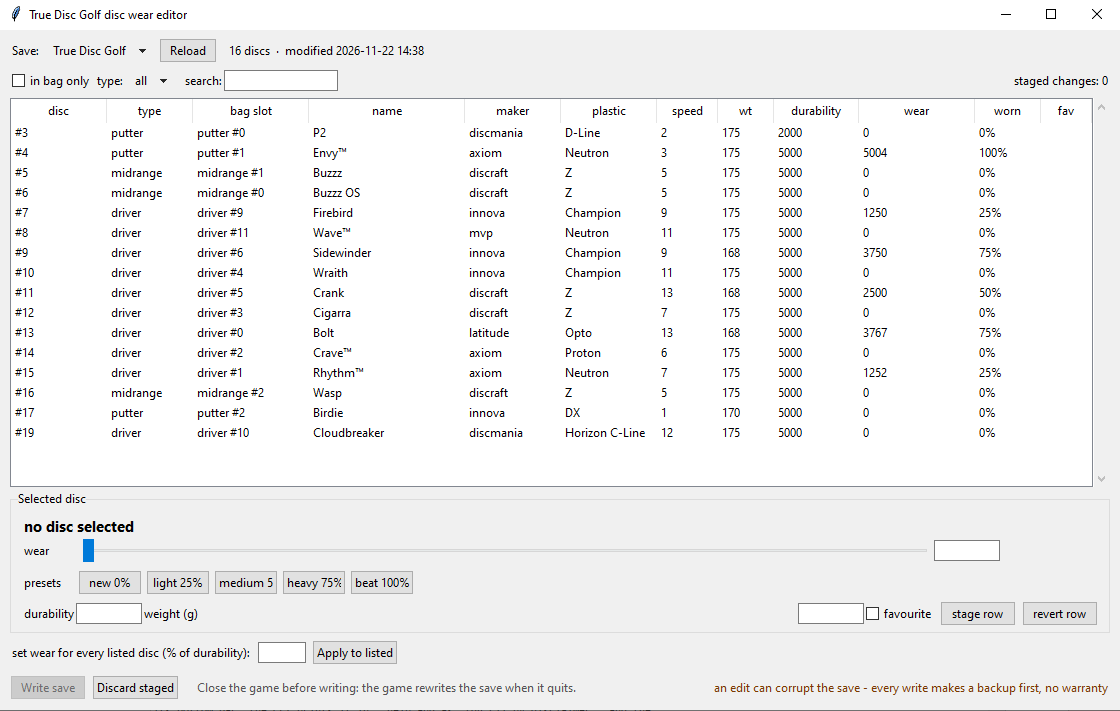 True Disc Golf disc wear editor
Save: True Disc Golf Reload 16 discs · modified 2026-11-22 14:38
in bag only type: all search: staged changes: 0
disc type bag slot name maker plastic speed wt durability wear worn fav
#3 putter putter #0 P2 discmania D-Line 2 175 2000 0 0%
#4 putter putter #1 Envy™ axiom Neutron 3 175 5000 5004 100%
#5 midrange midrange #1 Buzzz discraft Z 5 175 5000 0 0%
#6 midrange midrange #0 Buzzz OS discraft Z 5 175 5000 0 0%
#7 driver driver #9 Firebird innova Champion 9 175 5000 1250 25%
#8 driver driver #11 Wave™ mvp Neutron 11 175 5000 0 0%
#9 driver driver #6 Sidewinder innova Champion 9 168 5000 3750 75%
#10 driver driver #4 Wraith innova Champion 11 175 5000 0 0%
#11 driver driver #5 Crank discraft Z 13 168 5000 2500 50%
#12 driver driver #3 Cigarra discraft Z 7 175 5000 0 0%
#13 driver driver #0 Bolt latitude Opto 13 168 5000 3767 75%
#14 driver driver #2 Crave™ axiom Proton 6 175 5000 0 0%
#15 driver driver #1 Rhythm™ axiom Neutron 7 175 5000 1252 25%
#16 midrange midrange #2 Wasp discraft Z 5 175 5000 0 0%
#17 putter putter #2 Birdie innova DX 1 170 5000 0 0%
#19 driver driver #10 Cloudbreaker discmania Horizon C-Line 12 175 5000 0 0%
Selected disc
no disc selected
wear
presets new 0% light 25% medium 5 heavy 75% beat 100%
durability weight (g) favourite stage row revert row
set wear for every listed disc (% of durability): Apply to listed
Write save Discard staged Close the game before writing: the game rewrites the save when it quits. an edit can corrupt the save - every write makes a backup first, no warranty